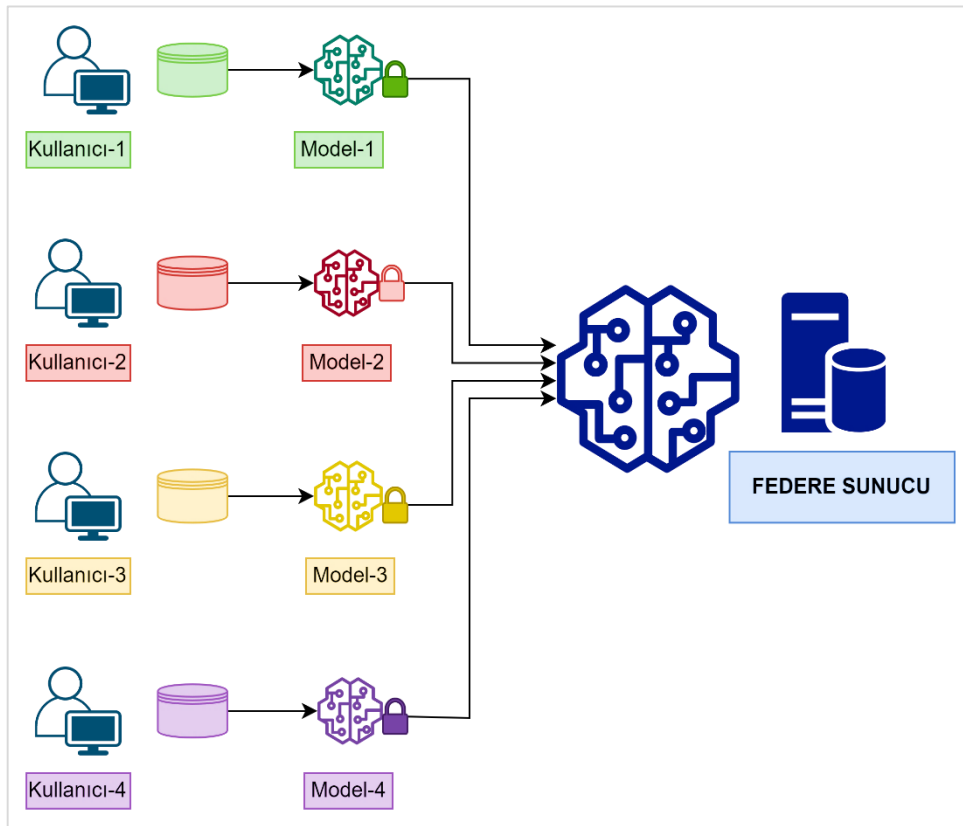 Kullanıcı-1
Model-1
Kullanıcı-2
Model-2
FEDERE SUNUCU
Kullanıcı-3
Model-3
Kullanıcı-4
Model-4